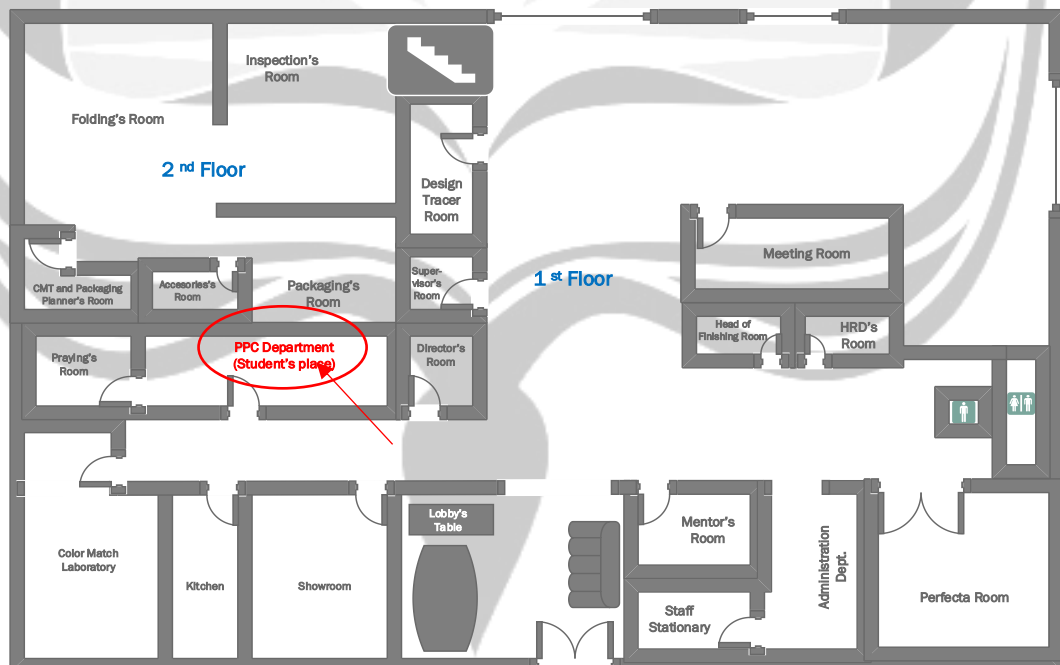 Inspection's
Room
Folding's Room
2 nd Floor
Design
Tracer
Room
Meeting Room
1 st Floor
Super-
visor's
Room
CMT and Packaging
Planner's Room
Accesories's
Room
Packaging's
Room
Head of
Finishing Room
HRD's
Room
Praying's
Room
PPC Department
(Student's place)
Director's
Room
Lobby's
Table
Mentor's
Room
Color Match
Laboratory
Kitchen
Showroom
Administration
Dept.
Perfecta Room
Staff
Stationary